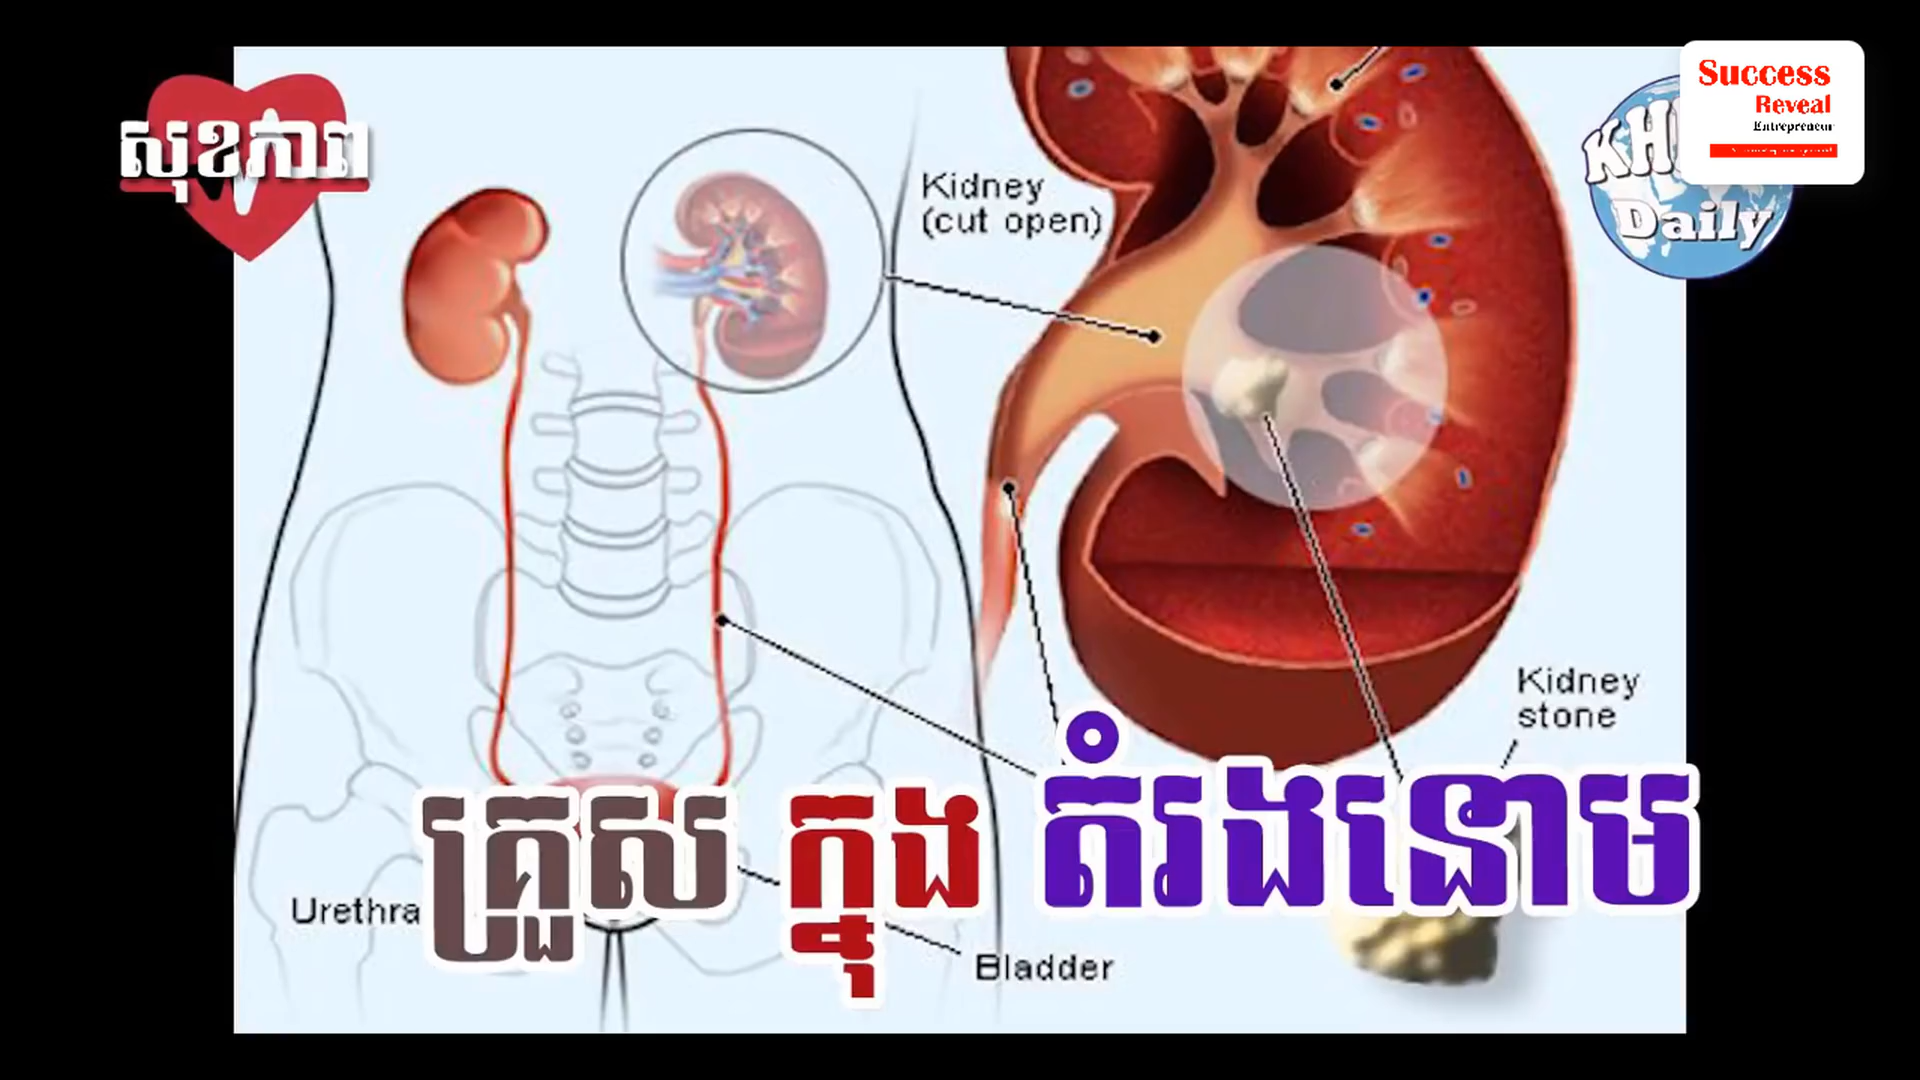 សុខភាព
Success
Reveal
Entrepreneur
Daily
Kidney
(cut open)
Kidney
stone
គ្រួស ក្នុង តំរងនោម
Urethra
Bladder